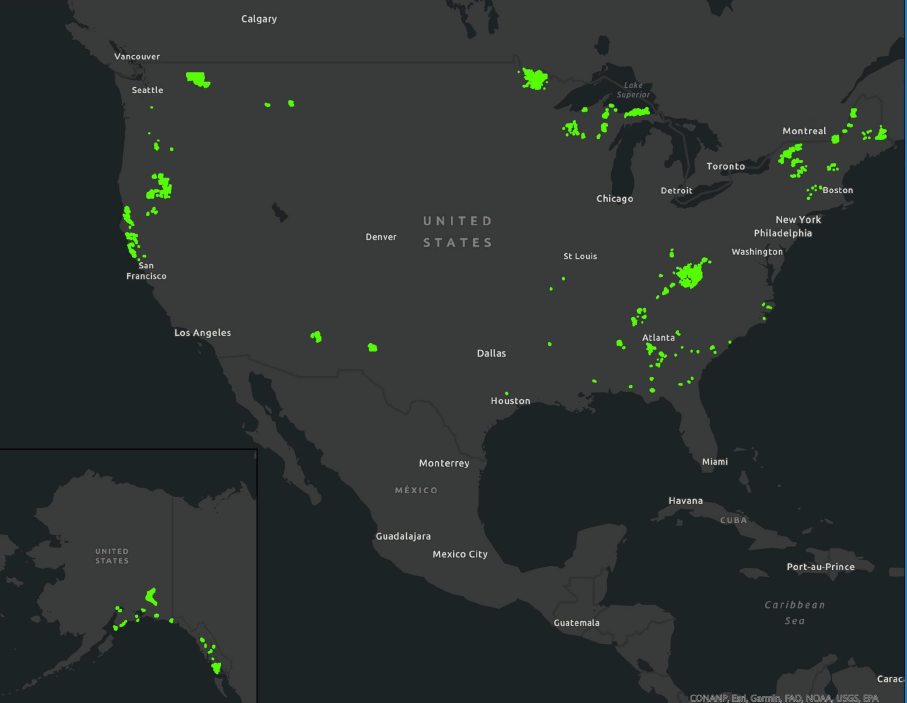 Calgary
Vancouver
Seattle
Lake
Superior
Montreal
Toronto
Detroit
Boston
Chicago
New York
Philadelphia
UNITED
STATES
Denver
St Louis
Washington
San
Francisco
Los Angeles
Atlanta
Dallas
Houston
Monterrey
Miami
MÉXICO
Havana
CUBA
Guadalajara
Mexico City
UNITED
STATES
Port-au-Prince
Caribbean
Sea
Guatemala
Carac
CONANP, Esri, Garmin, FAO, NOAA, USGS, EPA